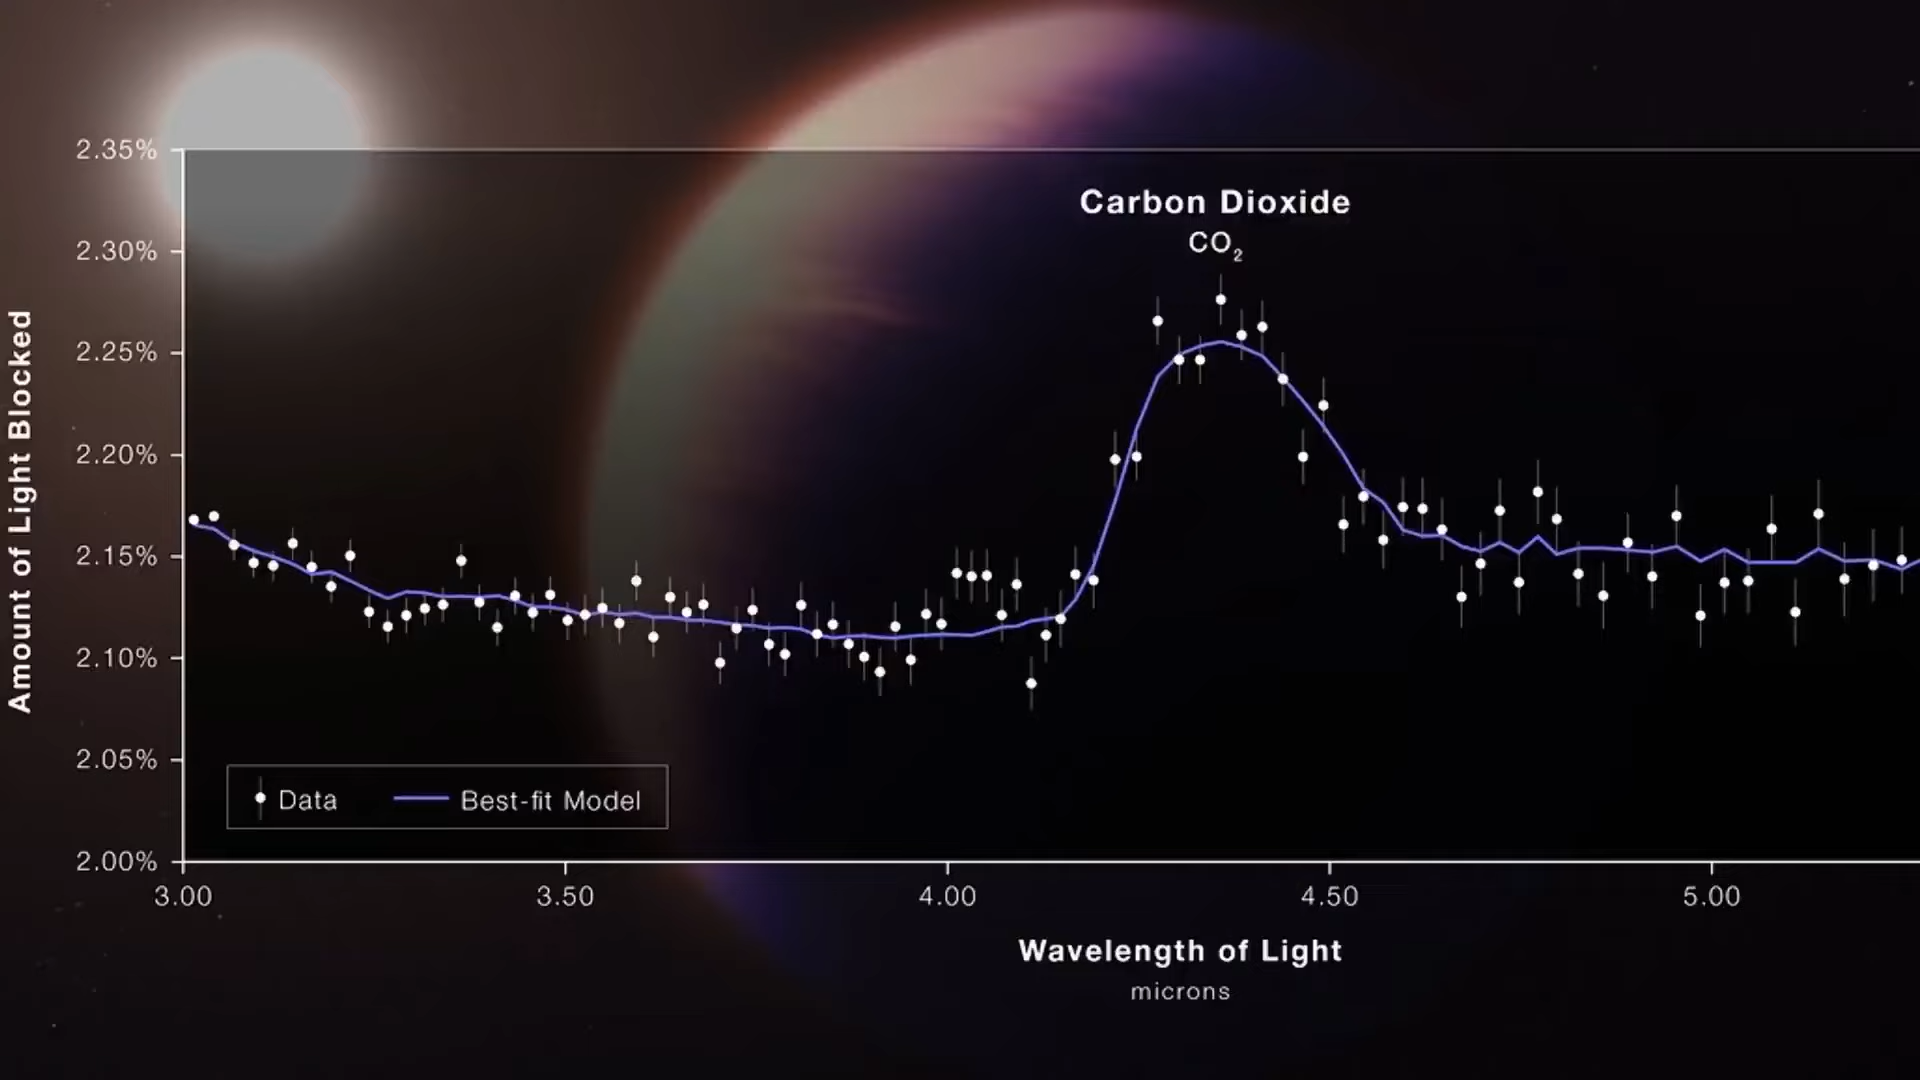 2.35%
Carbon Dioxide
CO₂
2.30%
2.25%
2.20%
2.15%
2.10%
2.05%
2.00%
Amount of Light Blocked
Data
Best-fit Model
3.00 3.50 4.00 4.50 5.00
Wavelength of Light
microns